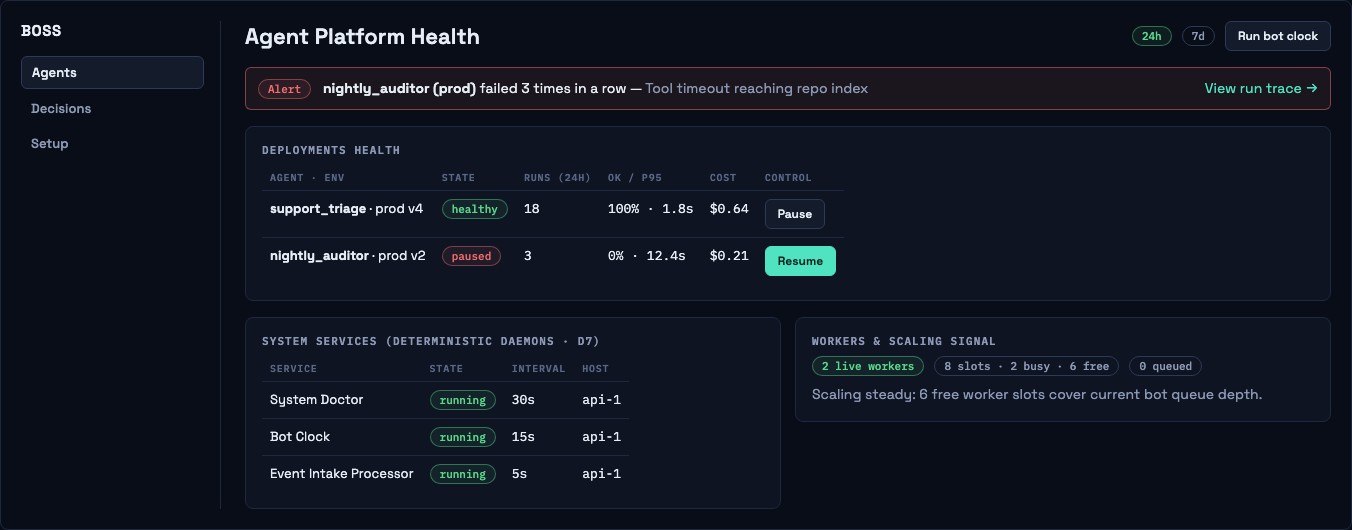 BOSS
Agents
Decisions
Setup
Agent Platform Health
24h 7d Run bot clock
Alert nightly_auditor (prod) failed 3 times in a row — Tool timeout reaching repo index View run trace →
DEPLOYMENTS HEALTH
AGENT · ENV STATE RUNS (24H) OK / P95 COST CONTROL
support_triage · prod v4 healthy 18 100% · 1.8s $0.64 Pause
nightly_auditor · prod v2 paused 3 0% · 12.4s $0.21 Resume
SYSTEM SERVICES (DETERMINISTIC DAEMONS · D7)
SERVICE STATE INTERVAL HOST
System Doctor running 30s api-1
Bot Clock running 15s api-1
Event Intake Processor running 5s api-1
WORKERS & SCALING SIGNAL
2 live workers 8 slots · 2 busy · 6 free 0 queued
Scaling steady: 6 free worker slots cover current bot queue depth.